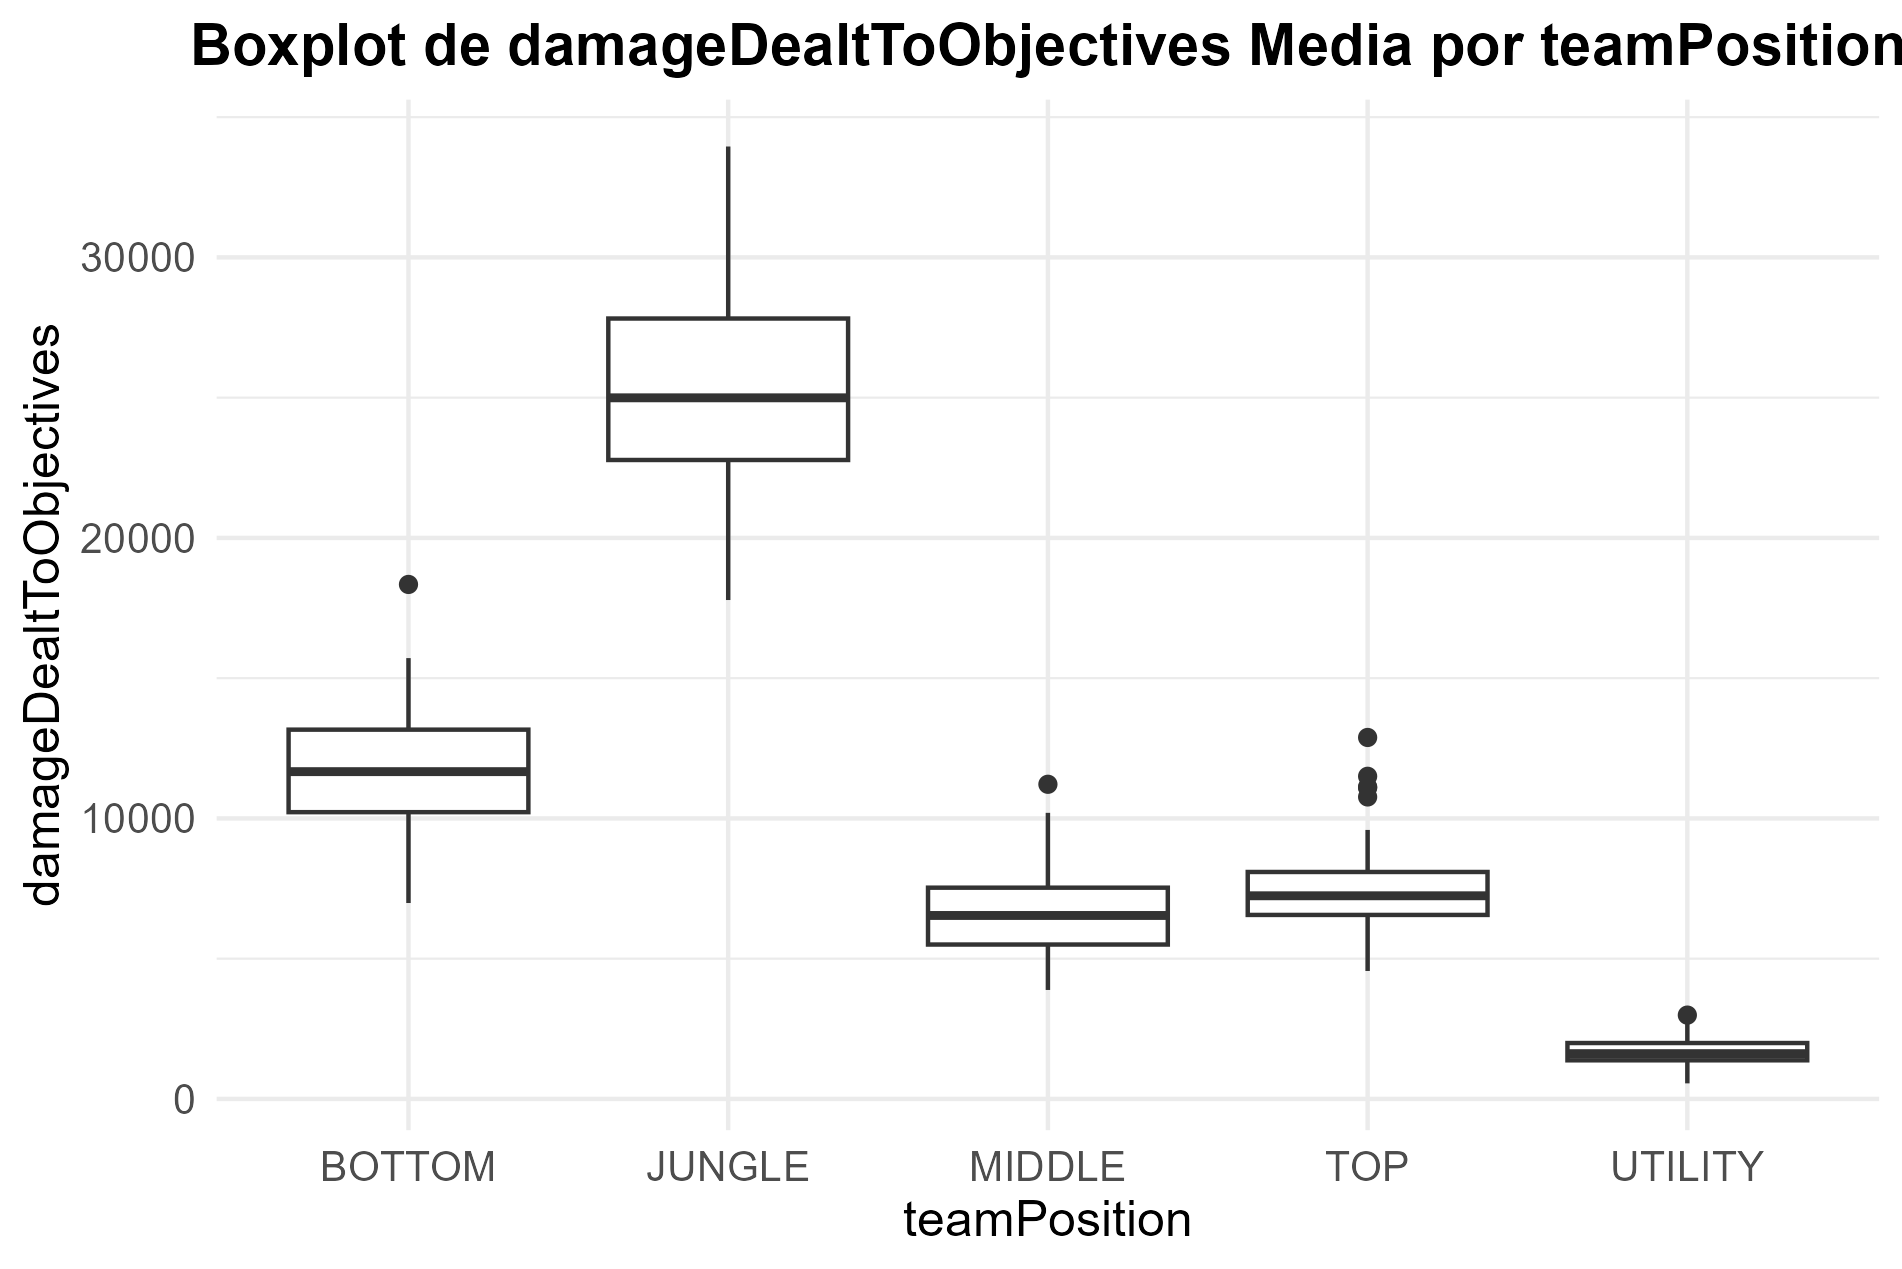 Boxplot de damageDealtToObjectives Media por teamPosition
damageDealtToObjectives
30000
20000
10000
0
BOTTOM JUNGLE MIDDLE TOP UTILITY
teamPosition